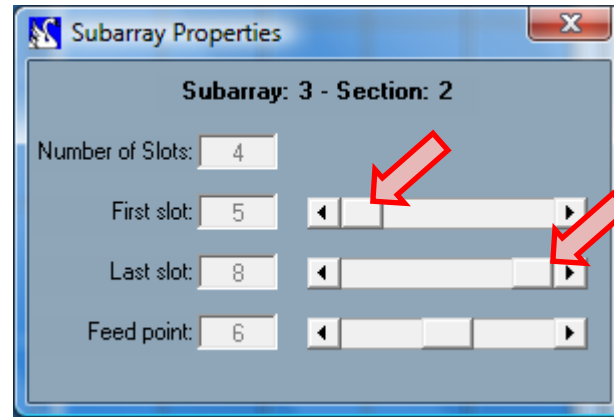 Subarray Properties
Subarray: 3 - Section: 2
Number of Slots: 4
First slot: 5
Last slot: 8
Feed point: 6